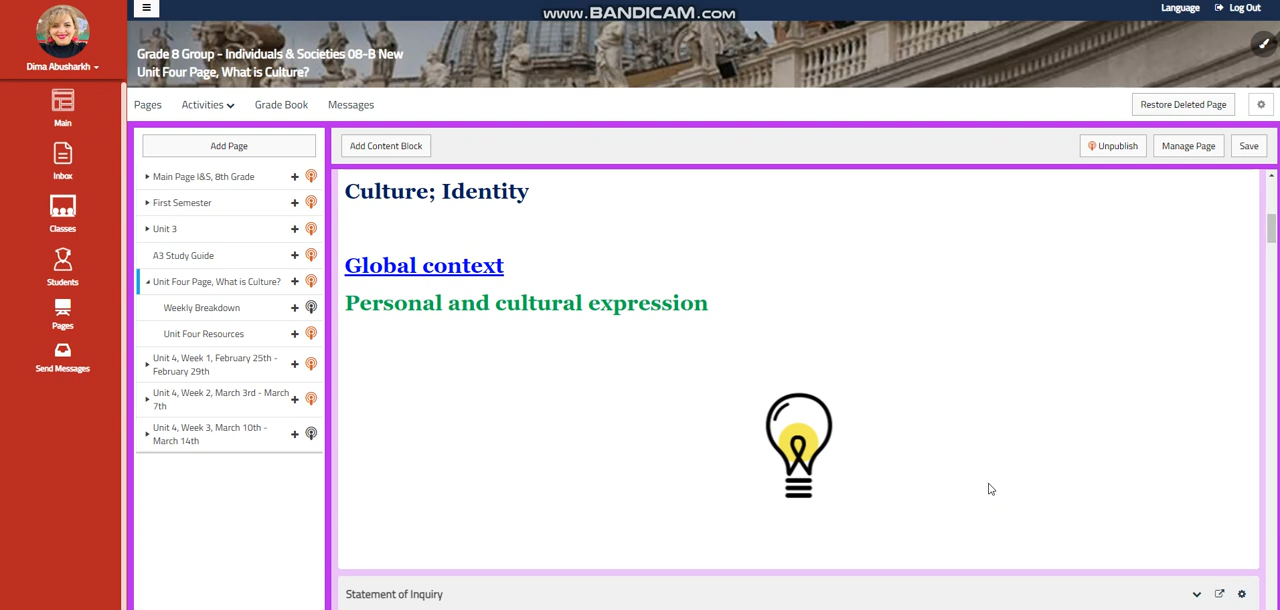 www.BANDICAM.com
Language
Log Out
Dima Abusharkh
Grade 8 Group - Individuals & Societies 08-B New
Unit Four Page, What is Culture?
Pages
Activities
Grade Book
Messages
Restore Deleted Page
Main
Inbox
Classes
Students
Pages
Send Messages
Add Page
Main Page I&S, 8th Grade
First Semester
Unit 3
A3 Study Guide
Unit Four Page, What is Culture?
Weekly Breakdown
Unit Four Resources
Unit 4, Week 1, February 25th -
February 29th
Unit 4, Week 2, March 3rd - March
7th
Unit 4, Week 3, March 10th -
March 14th
Add Content Block
Unpublish
Manage Page
Save
Culture; Identity
Global context
Personal and cultural expression
Statement of Inquiry